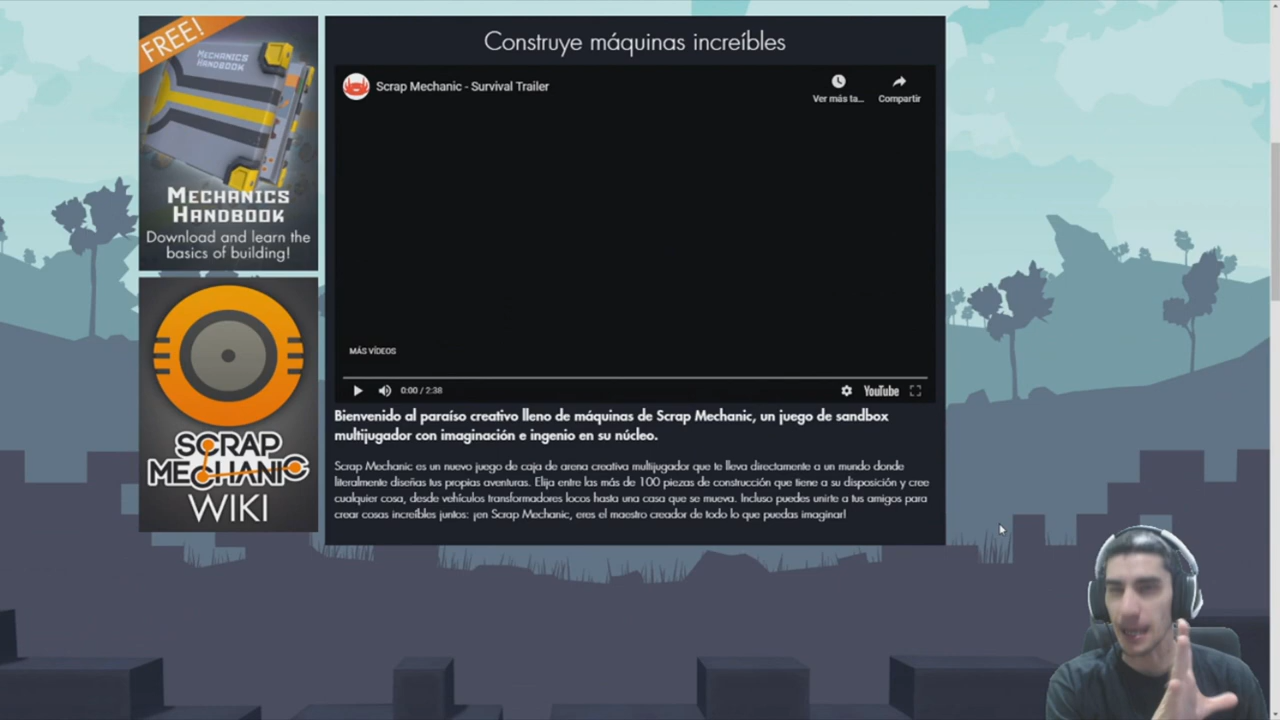 FREE!
MECHANICS
HANDBOOK
MECHANICS
HANDBOOK
Download and learn the
basics of building!
SCRAP
MECHANIC
WIKI
Construye máquinas increíbles
Scrap Mechanic - Survival Trailer
Ver más ta...
Compartir
MÁS VÍDEOS
0:00 / 2:38
YouTube
Bienvenido al paraíso creativo lleno de máquinas de Scrap Mechanic, un juego de sandbox
multijugador con imaginación e ingenio en su núcleo.
Scrap Mechanic es un nuevo juego de caja de arena creativa multijugador que te lleva directamente a un mundo donde
literalmente diseñas tus propias aventuras. Elija entre las más de 100 piezas de construcción que tiene a su disposición y cree
cualquier cosa, desde vehículos transformadores locos hasta una casa que se mueva. Incluso puedes unirte a tus amigos para
crear cosas increíbles juntos: ¡en Scrap Mechanic, eres el maestro creador de todo lo que puedas imaginar!